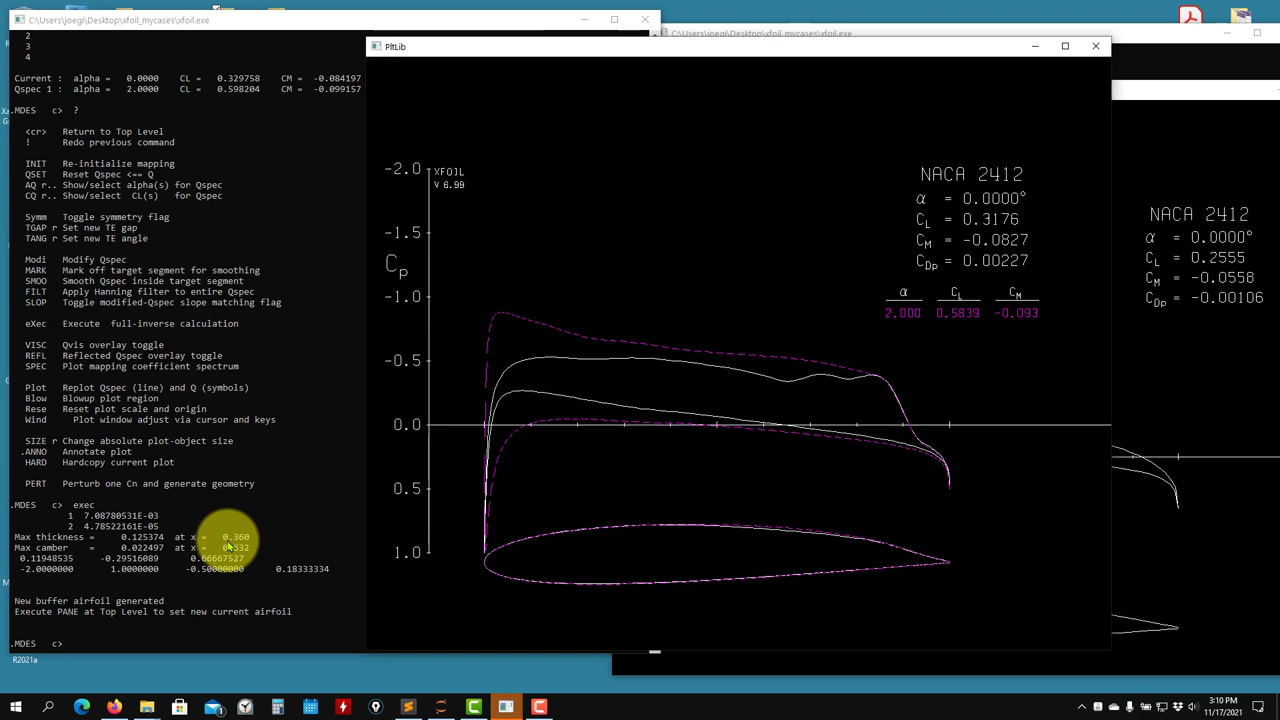 C:\Users\joegi\Desktop\xfoil_mycases\xfoil.exe
2
3
4
Current : alpha = 0.0000 CL = 0.329758 CM = -0.084197
Qspec 1 : alpha = 2.0000 CL = 0.598204 CM = -0.099157
.MDES c> ?
<cr> Return to Top Level
! Redo previous command
INIT Re-initialize mapping
QSET Reset Qspec <== Q
AQ r.. Show/select alpha(s) for Qspec
CQ r.. Show/select CL(s) for Qspec
Symm Toggle symmetry flag
TGAP r Set new TE gap
TANG r Set new TE angle
Modi Modify Qspec
MARK Mark off target segment for smoothing
SMOO Smooth Qspec inside target segment
FILT Apply Hanning filter to entire Qspec
SLOP Toggle modified-Qspec slope matching flag
eXec Execute full-inverse calculation
VISC Qvis overlay toggle
REFL Reflected Qspec overlay toggle
SPEC Plot mapping coefficient spectrum
Plot Replot Qspec (line) and Q (symbols)
Blow Blowup plot region
Rese Reset plot scale and origin
Wind Plot window adjust via cursor and keys
SIZE r Change absolute plot-object size
.ANNO Annotate plot
HARD Hardcopy current plot
PERT Perturb one Cn and generate geometry
.MDES c> exec
1 7.08780531E-03
2 4.78522161E-05
Max thickness = 0.125374 at x = 0.360
Max camber = 0.022497 at x =
0.11948535 -0.29516089 0.66667527
-2.0000000 1.0000000 -0.50000000 0.18333334
New buffer airfoil generated
Execute PANE at Top Level to set new current airfoil
.MDES c>
R2021a
PltLib
-2.0
XFOIL
V 6.99
-1.5
Cp
-1.0
-0.5
0.0
0.5
1.0
NACA 2412
α = 0.0000°
CL = 0.3176
CM = -0.0827
CDp = 0.00227
α CL CM
2.000 0.5839 -0.093
C:\Users\joegi\Desktop\xfoil_mycases\xfoil.exe
NACA 2412
α = 0.0000°
CL = 0.2555
CM = -0.0558
CDp = -0.00106
3:10 PM
11/17/2021